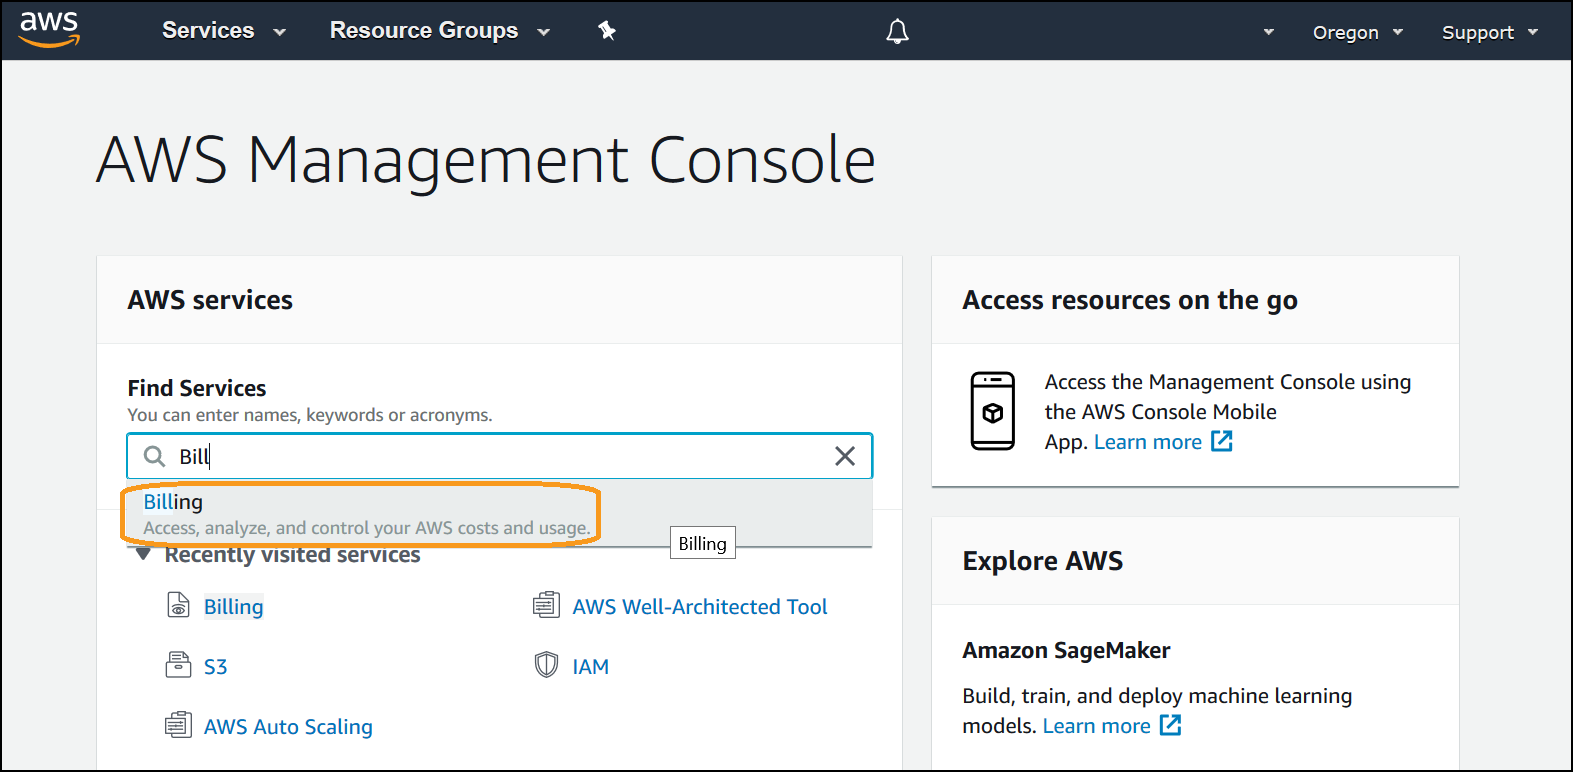 aws
Services
Resource Groups
Oregon
Support
AWS Management Console
AWS services
Find Services
You can enter names, keywords or acronyms.
Bill
Billing
Access, analyze, and control your AWS costs and usage.
Billing
Recently visited services
Billing
AWS Well-Architected Tool
S3
IAM
AWS Auto Scaling
Access resources on the go
Access the Management Console using
the AWS Console Mobile
App. Learn more
Explore AWS
Amazon SageMaker
Build, train, and deploy machine learning
models. Learn more